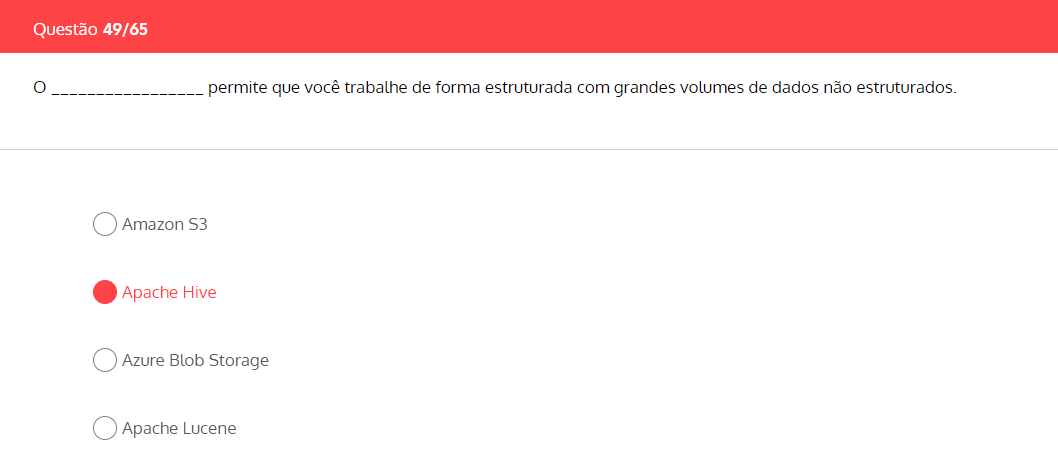 Questão 49/65
O _________________ permite que você trabalhe de forma estruturada com grandes volumes de dados não estruturados.
Amazon S3
Apache Hive
Azure Blob Storage
Apache Lucene